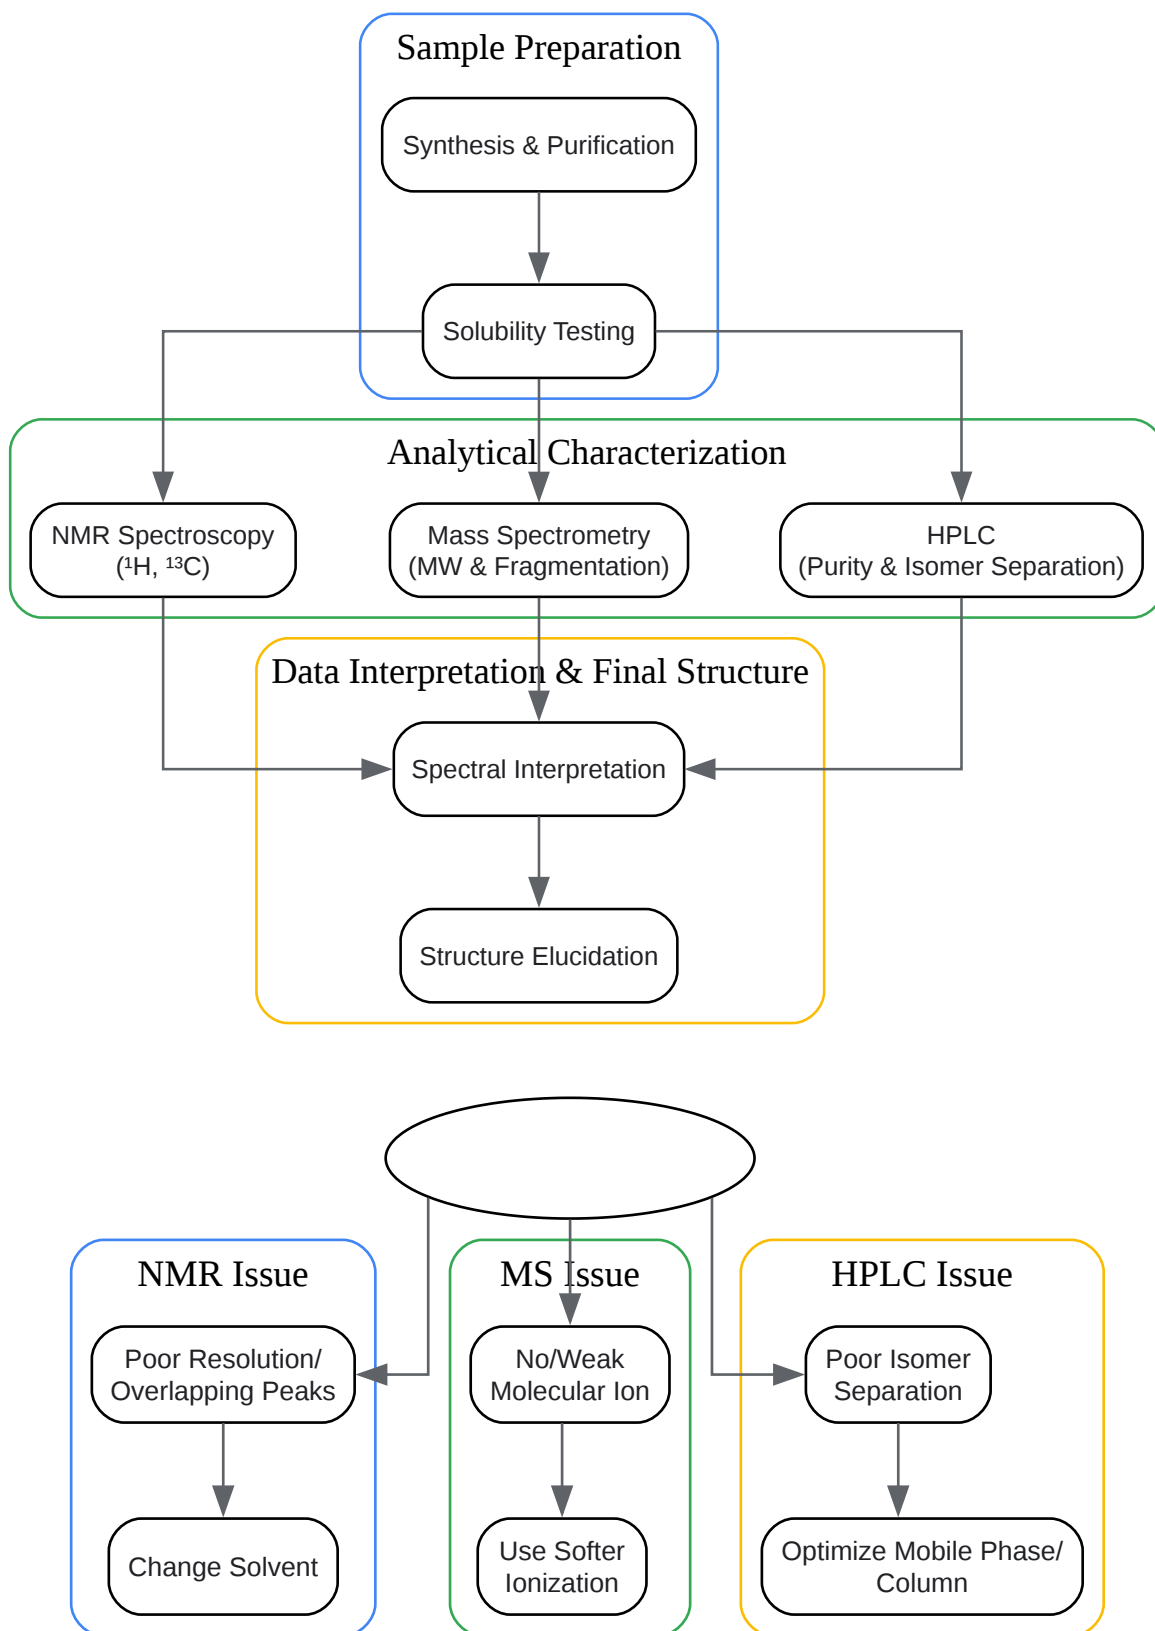 Sample Preparation
Synthesis & Purification
Solubility Testing
Analytical Characterization
NMR Spectroscopy
(¹H, ¹³C)
Mass Spectrometry
(MW & Fragmentation)
HPLC
(Purity & Isomer Separation)
Data Interpretation & Final Structure
Spectral Interpretation
Structure Elucidation
NMR Issue
Poor Resolution/
Overlapping Peaks
Change Solvent
MS Issue
No/Weak
Molecular Ion
Use Softer
Ionization
HPLC Issue
Poor Isomer
Separation
Optimize Mobile Phase/
Column